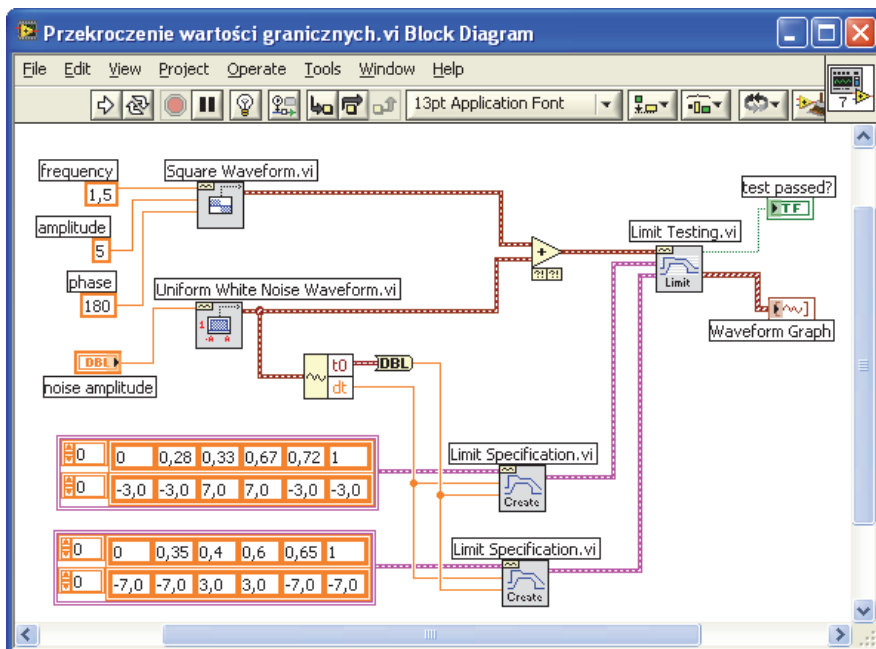 Przekroczenie wartości granicznych.vi Block Diagram
File Edit View Project Operate Tools Window Help
13pt Application Font
7
frequency
1,5
Square Waveform.vi
test passed?
TF
amplitude
5
Limit Testing.vi
Limit
phase
180
Uniform White Noise Waveform.vi
1
-A A
?! ?!
Waveform Graph
DBL
noise amplitude
t0
dt
DBL
0 0 0,28 0,33 0,67 0,72 1
0 -3,0 -3,0 7,0 7,0 -3,0 -3,0
Limit Specification.vi
Create
0 0 0,35 0,4 0,6 0,65 1
0 -7,0 -7,0 3,0 3,0 -7,0 -7,0
Limit Specification.vi
Create